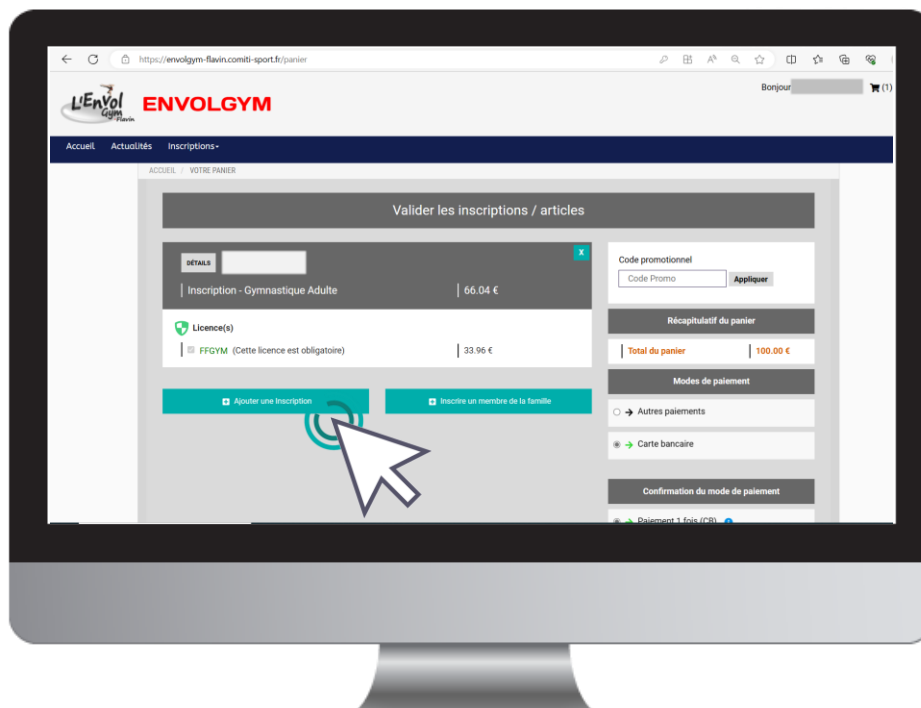 https://envolgym-flavin.comiti-sport.fr/panier
L'Envol
Gym
Flavin
ENVOLGYM
Bonjour
(1)
Accueil Actualités Inscriptions
ACCUEIL / VOTRE PANIER
Valider les inscriptions / articles
DÉTAILS
X
Inscription - Gymnastique Adulte 66.04 €
Licence(s)
FFGYM (Cette licence est obligatoire) 33.96 €
Ajouter une Inscription
Inscrire un membre de la famille
Code promotionnel
Code Promo Appliquer
Récapitulatif du panier
Total du panier 100.00 €
Modes de paiement
Autres paiements
Carte bancaire
Confirmation du mode de paiement
Paiement 1 fois (CB)